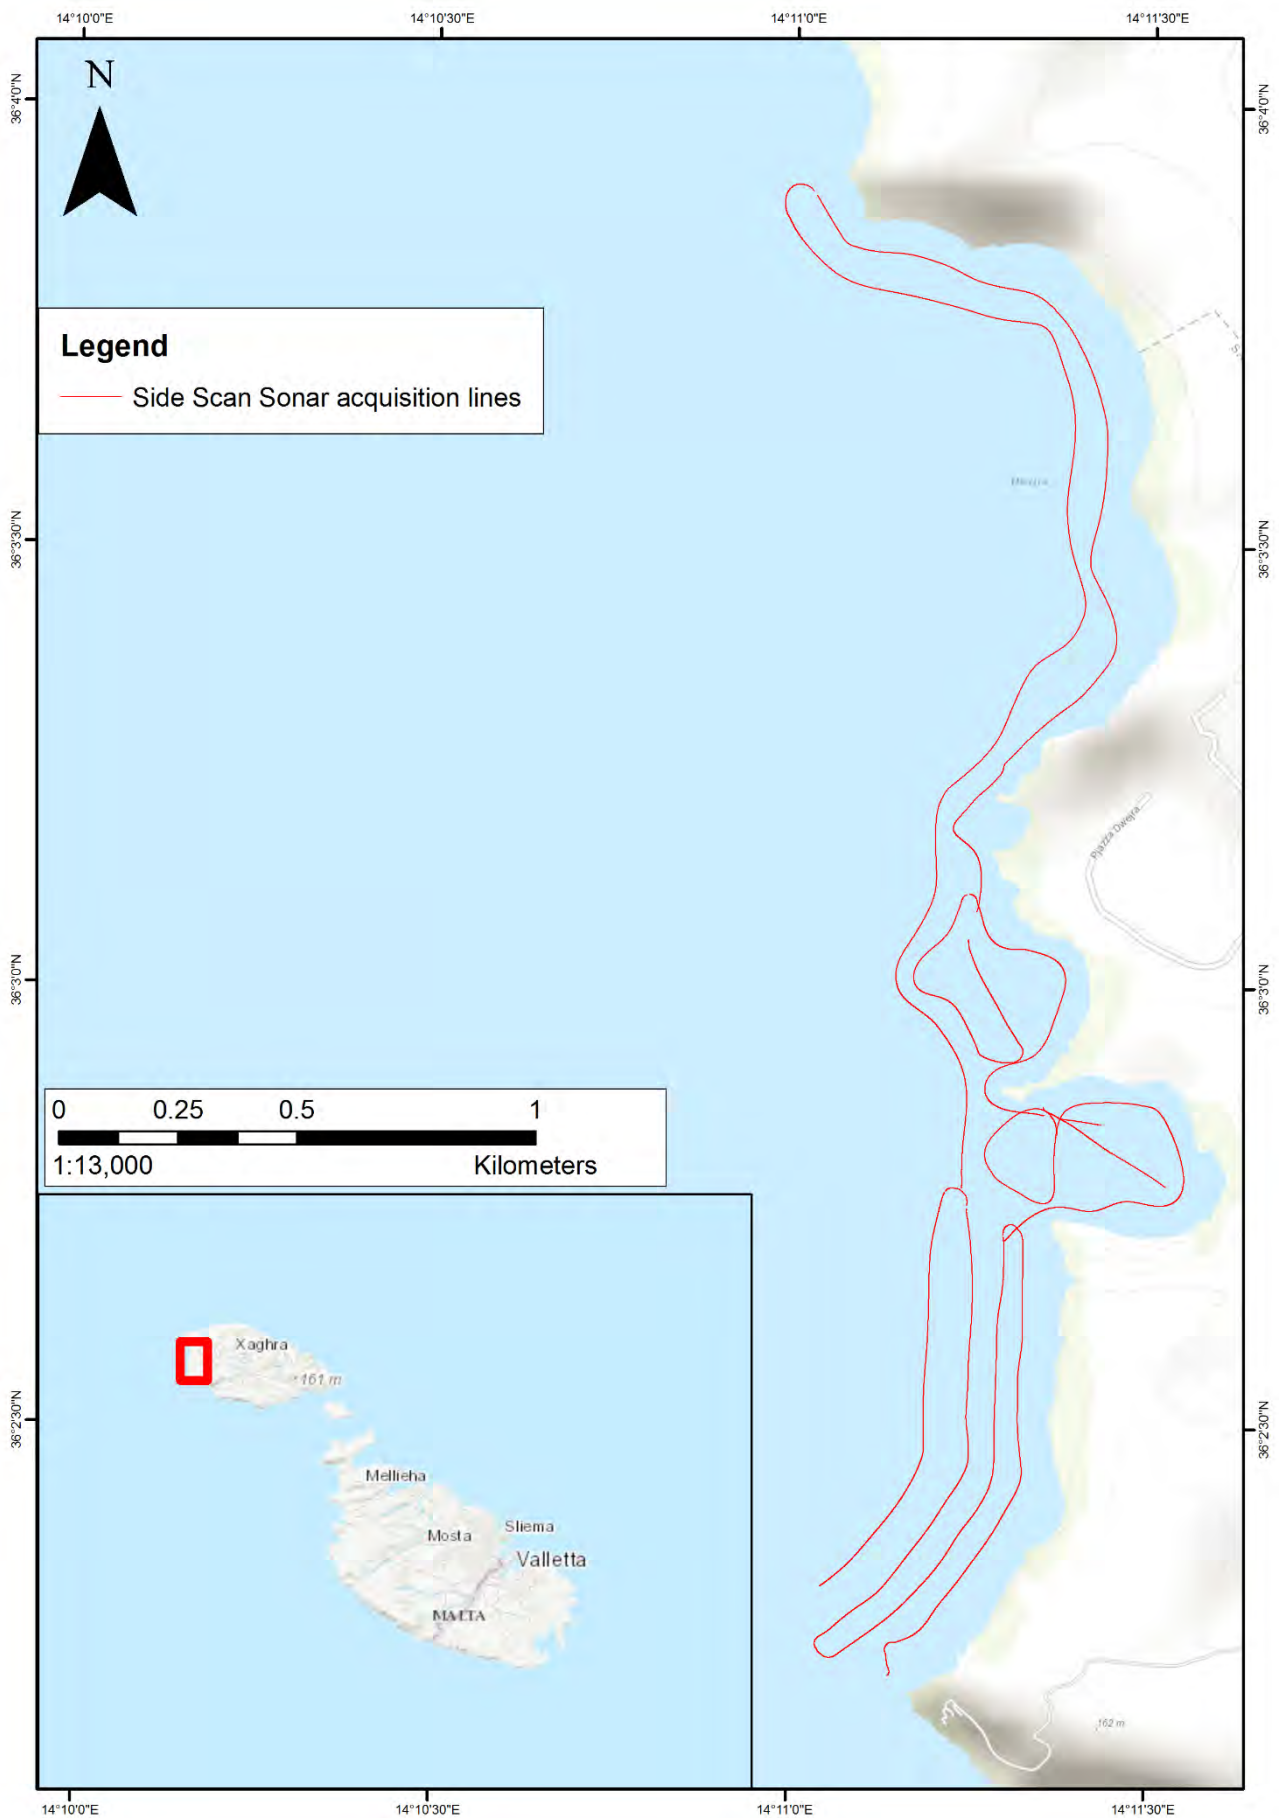 14°10'0"E 14°10'30"E 14°11'0"E 14°11'30"E
N
36°4'0"N
36°4'0"N
Legend
Side Scan Sonar acquisition lines
36°3'30"N
36°3'30"N
Pjazza Dwejra
36°3'0"N
36°3'0"N
0 0.25 0.5 1
1:13,000 Kilometers
Xaghra
161 m
36°2'30"N
36°2'30"N
Mellieha
Sliema
Mosta
Valletta
MALTA
162 m
14°10'0"E 14°10'30"E 14°11'0"E 14°11'30"E